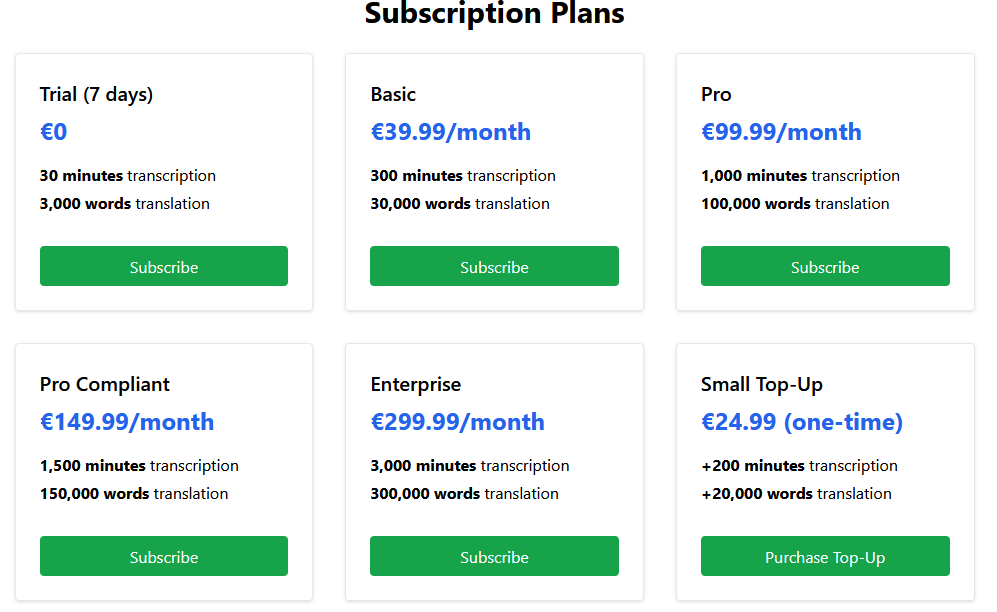 Subscription Plans
Trial (7 days)
€0
30 minutes transcription
3,000 words translation
Subscribe
Basic
€39.99/month
300 minutes transcription
30,000 words translation
Subscribe
Pro
€99.99/month
1,000 minutes transcription
100,000 words translation
Subscribe
Pro Compliant
€149.99/month
1,500 minutes transcription
150,000 words translation
Subscribe
Enterprise
€299.99/month
3,000 minutes transcription
300,000 words translation
Subscribe
Small Top-Up
€24.99 (one-time)
+200 minutes transcription
+20,000 words translation
Purchase Top-Up